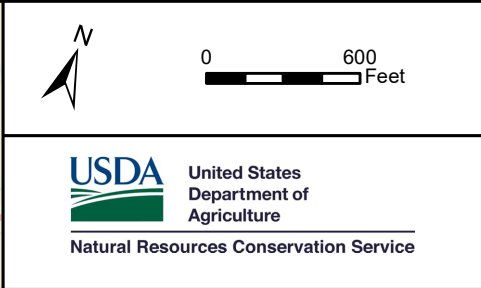 N
0 600
Feet
USDA
United States
Department of
Agriculture
Natural Resources Conservation Service